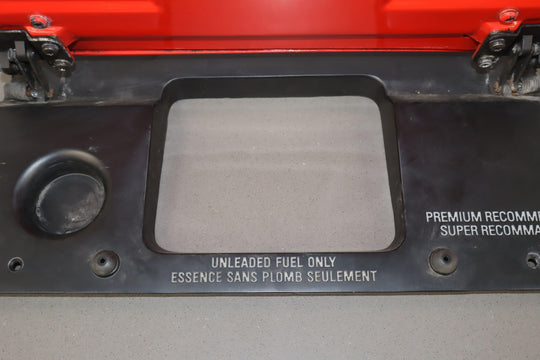 UNLEADED FUEL ONLY
ESSENCE SANS PLOMB SEULEMENT
PREMIUM
SUPER